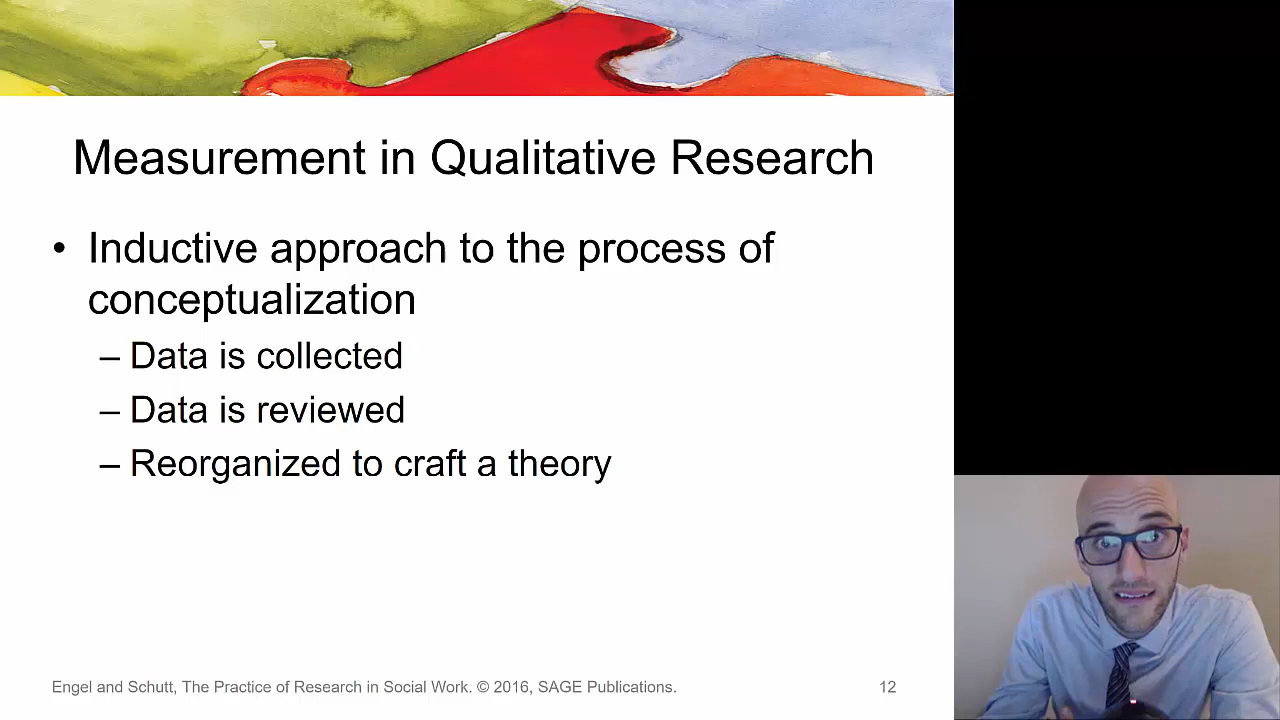 Measurement in Qualitative Research
• Inductive approach to the process of
conceptualization
– Data is collected
– Data is reviewed
– Reorganized to craft a theory
Engel and Schutt, The Practice of Research in Social Work. © 2016, SAGE Publications.
12